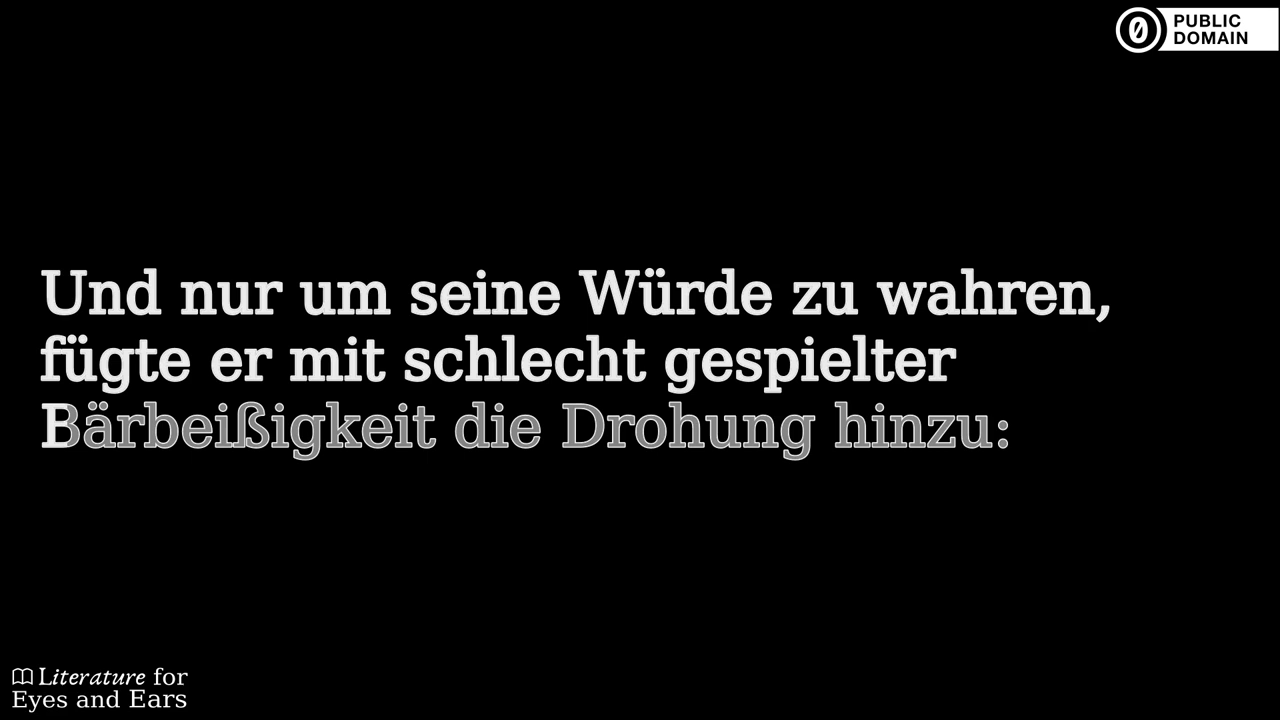 PUBLIC
DOMAIN
Und nur um seine Würde zu wahren,
fügte er mit schlecht gespielter
Bärbeißigkeit die Drohung hinzu:
Literature for
Eyes and Ears